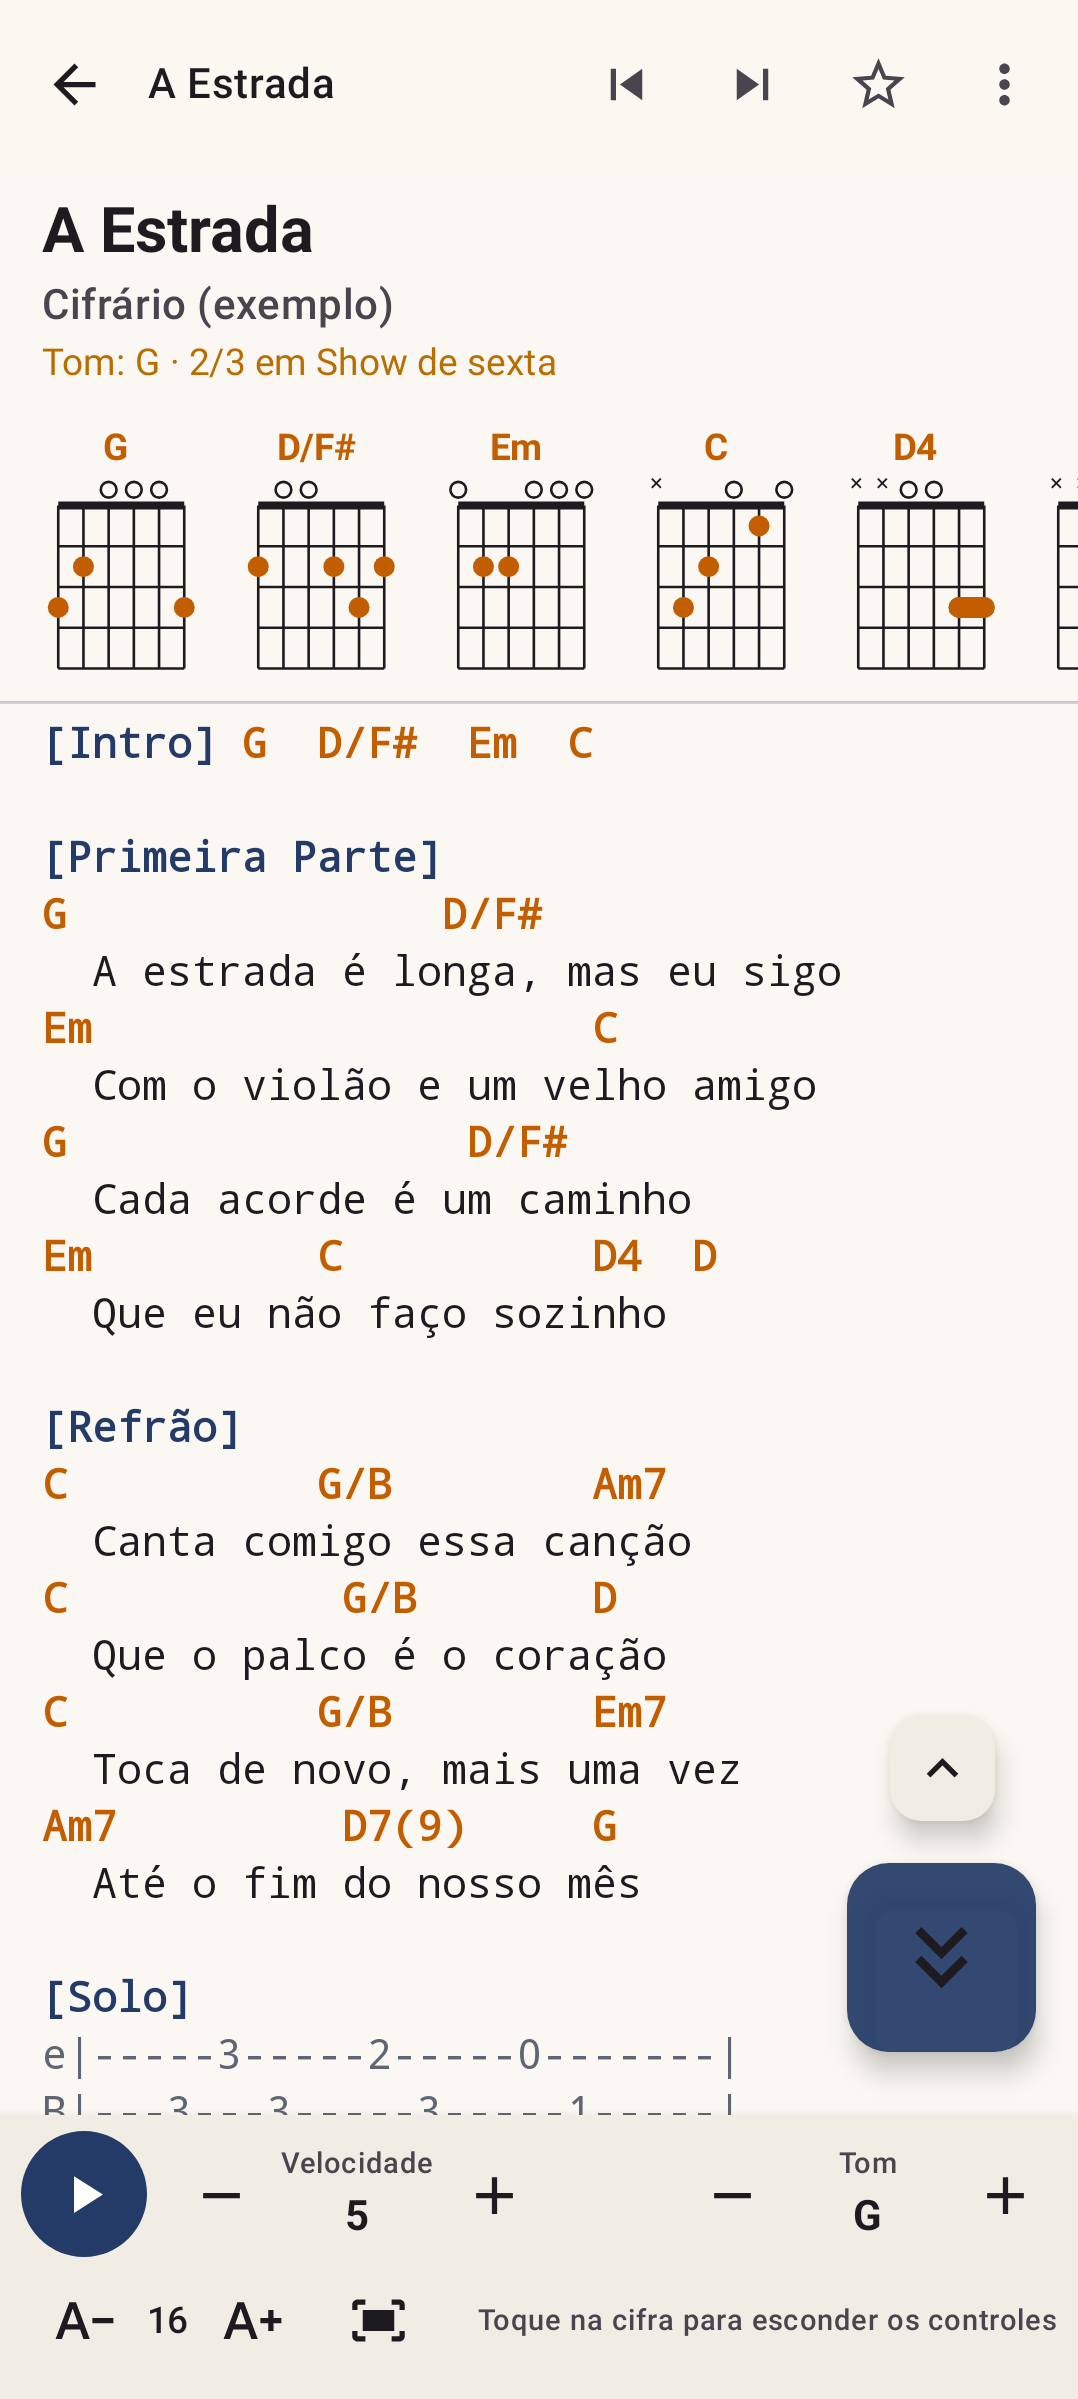 A Estrada
A Estrada
Cifrário (exemplo)
Tom: G · 2/3 em Show de sexta
G D/F# Em C D4
[Intro] G  D/F#  Em  C
[Primeira Parte]
G               D/F#
  A estrada é longa, mas eu sigo
Em                    C
  Com o violão e um velho amigo
G                D/F#
  Cada acorde é um caminho
Em         C          D4  D
  Que eu não faço sozinho
[Refrão]
C          G/B        Am7
  Canta comigo essa canção
C           G/B       D
  Que o palco é o coração
C          G/B        Em7
  Toca de novo, mais uma vez
Am7         D7(9)     G
  Até o fim do nosso mês
[Solo]
e|-----3-----2-----0-------|
B|---3---3-----3-----1-----|
Velocidade
5
Tom
G
A− 16 A+ Toque na cifra para esconder os controles